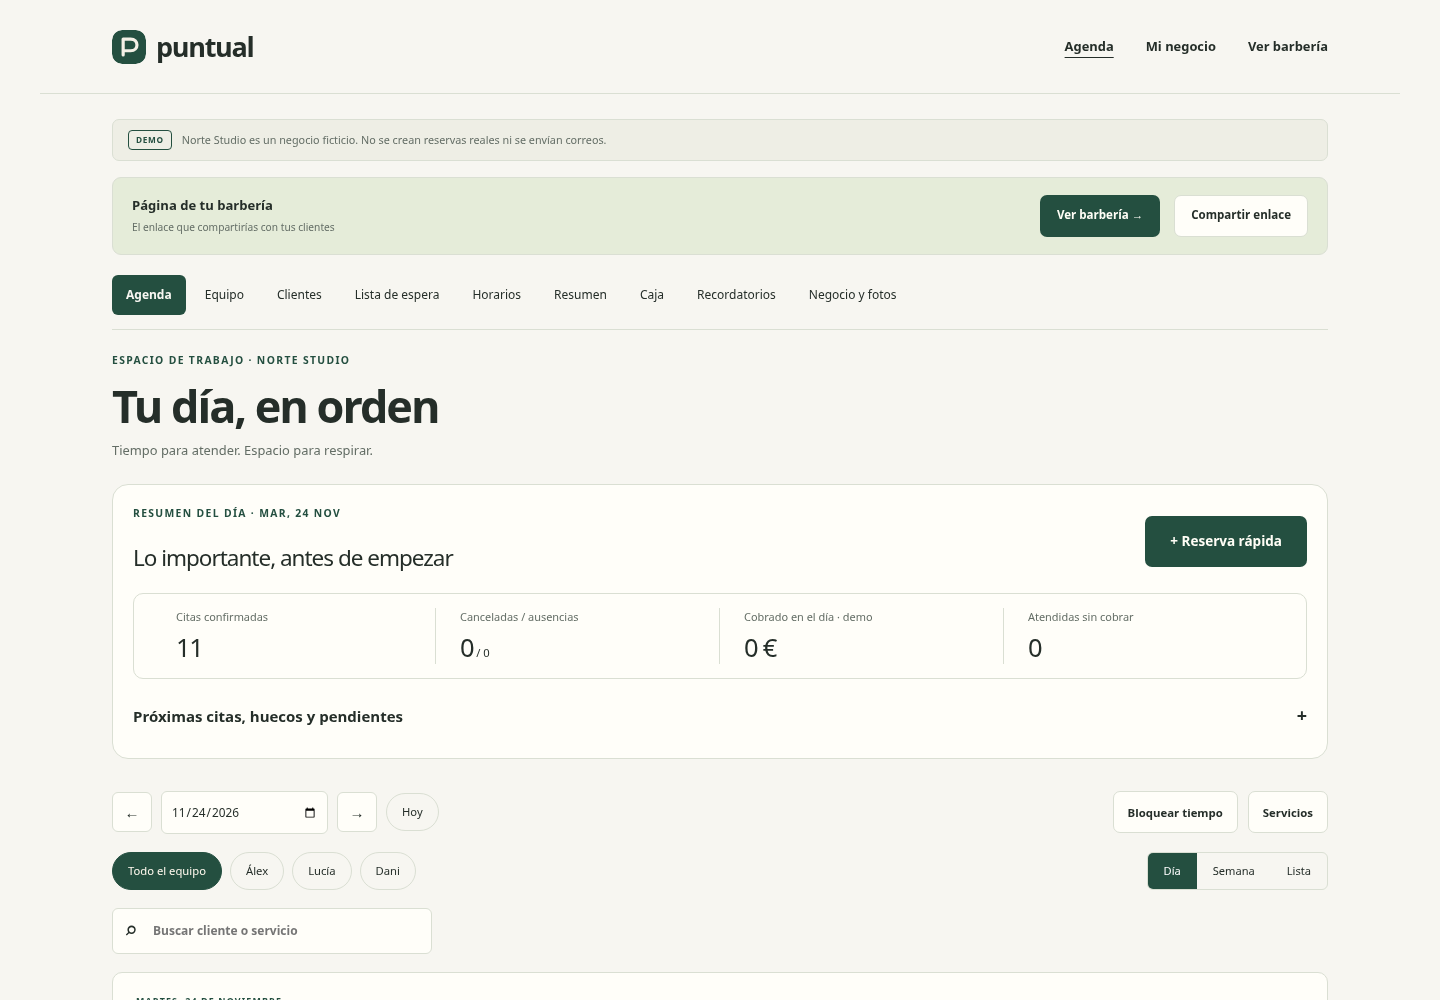 puntual
Agenda
Mi negocio
Ver barbería
DEMO
Norte Studio es un negocio ficticio. No se crean reservas reales ni se envían correos.
Página de tu barbería
El enlace que compartirías con tus clientes
Ver barbería →
Compartir enlace
Agenda
Equipo
Clientes
Lista de espera
Horarios
Resumen
Caja
Recordatorios
Negocio y fotos
ESPACIO DE TRABAJO · NORTE STUDIO
Tu día, en orden
Tiempo para atender. Espacio para respirar.
RESUMEN DEL DÍA · MAR, 24 NOV
Lo importante, antes de empezar
+ Reserva rápida
Citas confirmadas
11
Canceladas / ausencias
0 / 0
Cobrado en el día · demo
0 €
Atendidas sin cobrar
0
Próximas citas, huecos y pendientes
+
←
11/24/2026
→
Hoy
Bloquear tiempo
Servicios
Todo el equipo
Álex
Lucía
Dani
Día
Semana
Lista
Buscar cliente o servicio
MARTES, 24 DE NOVIEMBRE